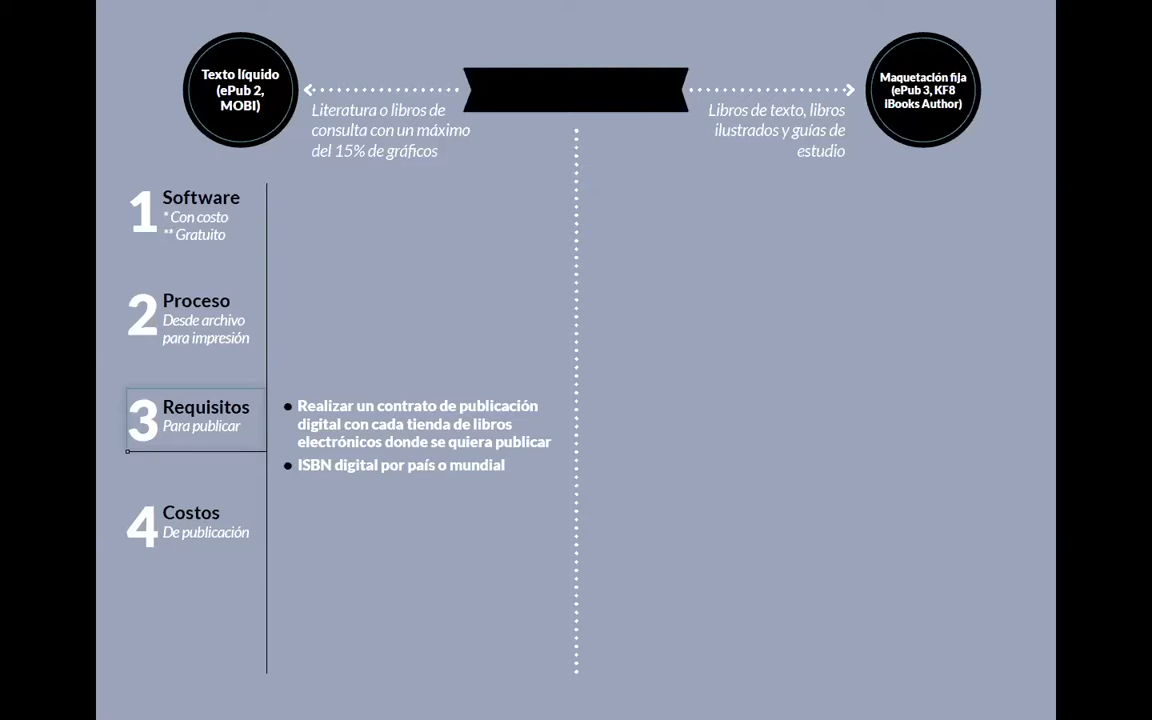 Texto líquido
(ePub 2,
MOBI)
Literatura o libros de
consulta con un máximo
del 15% de gráficos
Libros de texto, libros
ilustrados y guías de
estudio
Maquetación fija
(ePub 3, KF8
iBooks Author)
1 Software
* Con costo
** Gratuito
2 Proceso
Desde archivo
para impresión
3 Requisitos
Para publicar
● Realizar un contrato de publicación
digital con cada tienda de libros
electrónicos donde se quiera publicar
● ISBN digital por país o mundial
4 Costos
De publicación